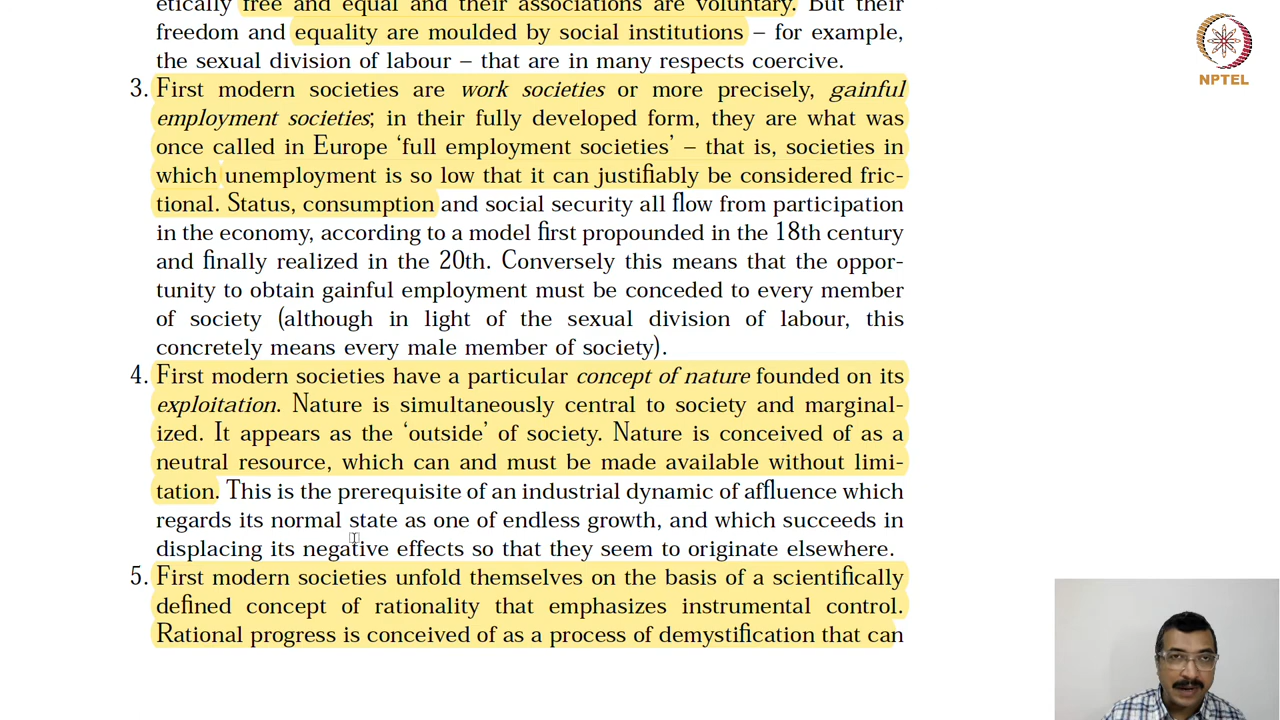 etically free and equal and their associations are voluntary. But their
freedom and equality are moulded by social institutions – for example,
the sexual division of labour – that are in many respects coercive.
3. First modern societies are work societies or more precisely, gainful
employment societies; in their fully developed form, they are what was
once called in Europe ‘full employment societies’ – that is, societies in
which unemployment is so low that it can justifiably be considered fric-
tional. Status, consumption and social security all flow from participation
in the economy, according to a model first propounded in the 18th century
and finally realized in the 20th. Conversely this means that the oppor-
tunity to obtain gainful employment must be conceded to every member
of society (although in light of the sexual division of labour, this
concretely means every male member of society).
4. First modern societies have a particular concept of nature founded on its
exploitation. Nature is simultaneously central to society and marginal-
ized. It appears as the ‘outside’ of society. Nature is conceived of as a
neutral resource, which can and must be made available without limi-
tation. This is the prerequisite of an industrial dynamic of affluence which
regards its normal state as one of endless growth, and which succeeds in
displacing its negative effects so that they seem to originate elsewhere.
5. First modern societies unfold themselves on the basis of a scientifically
defined concept of rationality that emphasizes instrumental control.
Rational progress is conceived of as a process of demystification that can
NPTEL